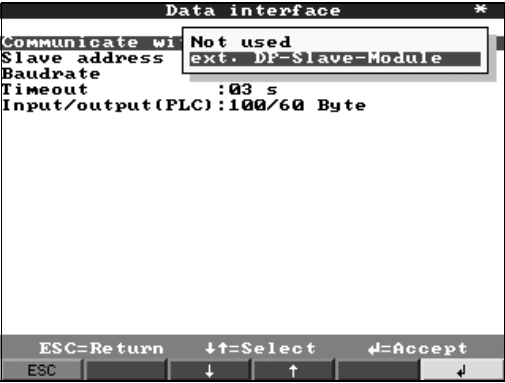 Data interface *
Communicate wi
Not used
Slave address
ext. DP-Slave-Module
Baudrate
Timeout :03 s
Input/output(PLC):100/60 Byte
ESC=Return ↓↑=Select ↵=Accept
ESC ↓ ↑ ↵